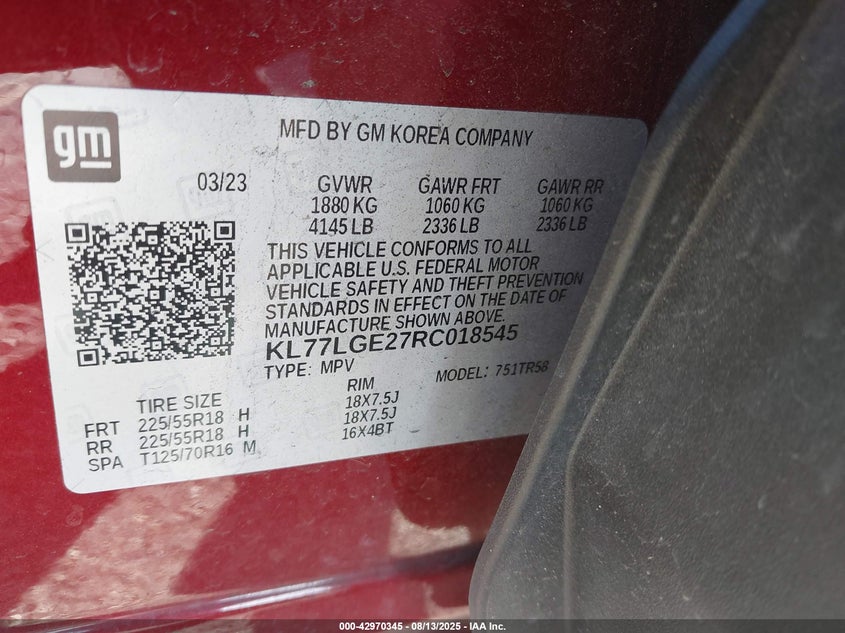 gm
MFD BY GM KOREA COMPANY
03/23 GVWR GAWR FRT GAWR RR
1880 KG 1060 KG 1060 KG
4145 LB 2336 LB 2336 LB
THIS VEHICLE CONFORMS TO ALL
APPLICABLE U.S. FEDERAL MOTOR
VEHICLE SAFETY AND THEFT PREVENTION
STANDARDS IN EFFECT ON THE DATE OF
MANUFACTURE SHOWN ABOVE.
KL77LGE27RC018545
TYPE: MPV MODEL: 751TR58
TIRE SIZE RIM
FRT 225/55R18 H 18X7.5J
RR 225/55R18 H 18X7.5J
SPA T125/70R16 M 16X4BT
000-42970345 - 08/13/2025 - IAA Inc.